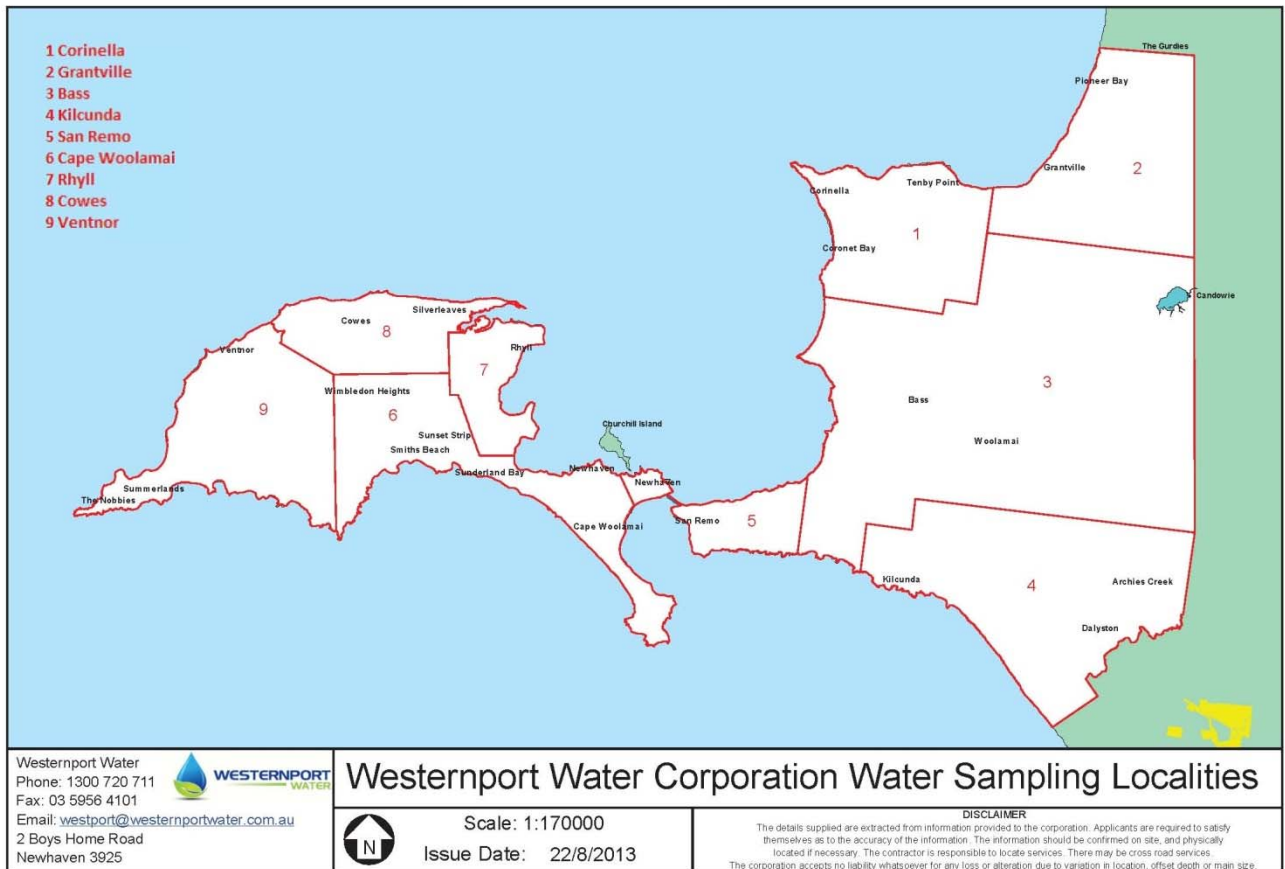 1 Corinella
2 Grantville
3 Bass
4 Kilcunda
5 San Remo
6 Cape Woolamai
7 Rhyll
8 Cowes
9 Ventnor
The Gurdies
Pioneer Bay
Grantville
2
Corinella
Tenby Point
1
Coronet Bay
Candowie
Silverleaves
Cowes
8
Ventnor
Rhyll
7
Wimbledon Heights
9
6
Sunset Strip
Smiths Beach
Sunderland Bay
Summerlands
The Nobbies
Churchill Island
Newhaven
Newhaven
Cape Woolamai
San Remo
5
3
Bass
Woolamai
Kilcunda
4
Archies Creek
Dalyston
Westernport Water
Phone: 1300 720 711
Fax: 03 5956 4101
Email: westport@westernportwater.com.au
2 Boys Home Road
Newhaven 3925
WESTERNPORT
WATER
Westernport Water Corporation Water Sampling Localities
N
Scale: 1:170000
Issue Date: 22/8/2013
DISCLAIMER
The details supplied are extracted from information provided to the corporation. Applicants are required to satisfy
themselves as to the accuracy of the information. The information should be confirmed on site, and physically
located if necessary. The contractor is responsible to locate services. There may be cross road services.
The corporation accepts no liability whatsoever for any loss or alteration due to variation in location, offset depth or main size.